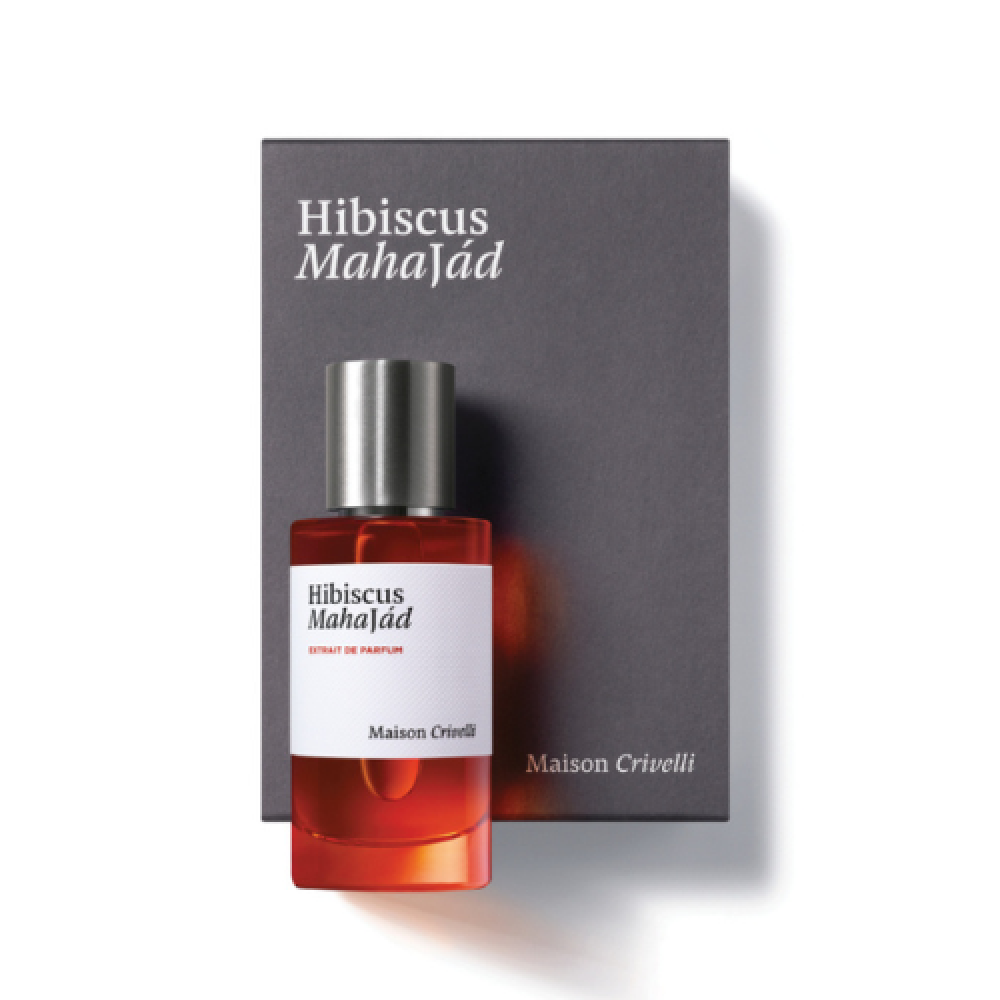 Hibiscus
MahaJád
Hibiscus
MahaJád
EXTRAIT DE PARFUM
Maison Crivelli
Maison Crivelli